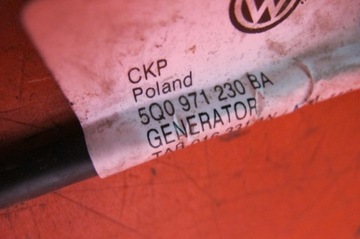 CKP
Poland
5Q0 971 230 BA
GENERATOR